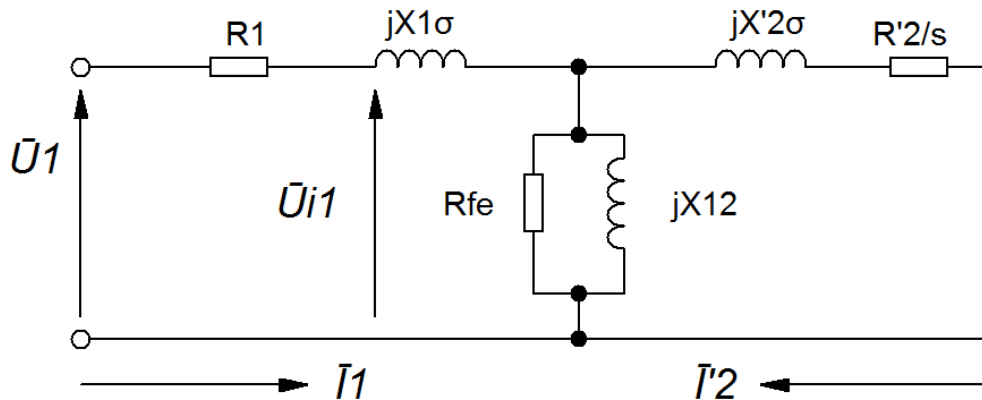 R1
jX1σ
jX'2σ
R'2/s
Ū1
Ūi1
Rfe
jX12
Ī1
Ī'2